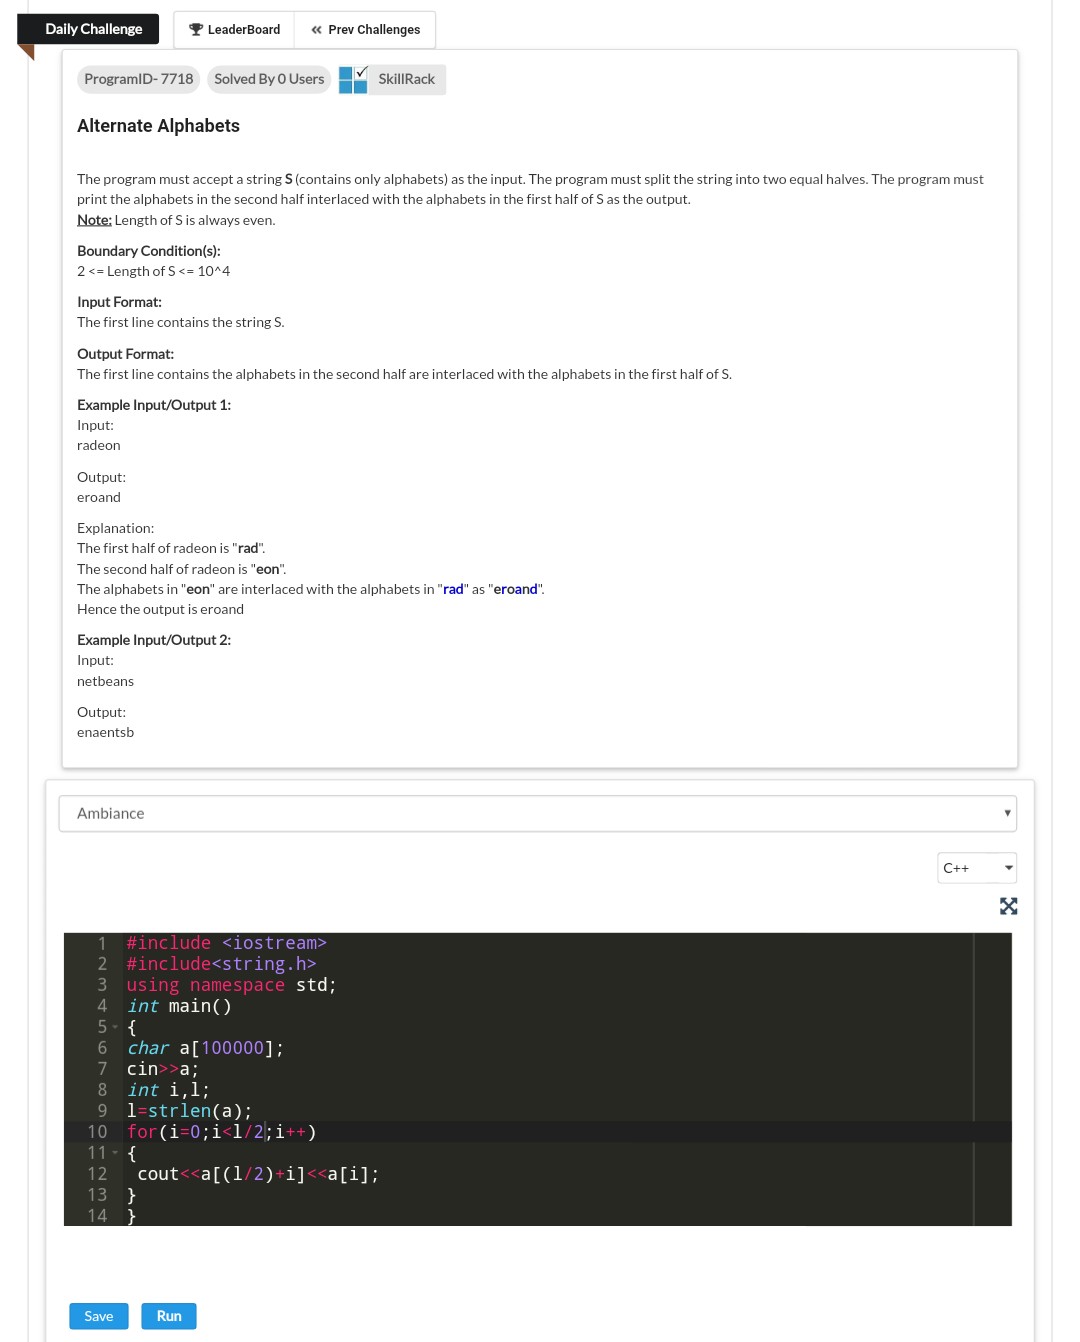 Daily Challenge
LeaderBoard
Prev Challenges
ProgramID- 7718
Solved By 0 Users
SkillRack
Alternate Alphabets
The program must accept a string S (contains only alphabets) as the input. The program must split the string into two equal halves. The program must
print the alphabets in the second half interlaced with the alphabets in the first half of S as the output.
Note: Length of S is always even.
Boundary Condition(s):
2 <= Length of S <= 10^4
Input Format:
The first line contains the string S.
Output Format:
The first line contains the alphabets in the second half are interlaced with the alphabets in the first half of S.
Example Input/Output 1:
Input:
radeon
Output:
eroand
Explanation:
The first half of radeon is "rad".
The second half of radeon is "eon".
The alphabets in "eon" are interlaced with the alphabets in "rad" as "eroand".
Hence the output is eroand
Example Input/Output 2:
Input:
netbeans
Output:
enaentsb
Ambiance
C++
1 #include <iostream>
2 #include<string.h>
3 using namespace std;
4 int main()
5 {
6 char a[100000];
7 cin>>a;
8 int i,l;
9 l=strlen(a);
10 for(i=0;i<l/2;i++)
11 {
12  cout<<a[(l/2)+i]<<a[i];
13 }
14 }
Save
Run